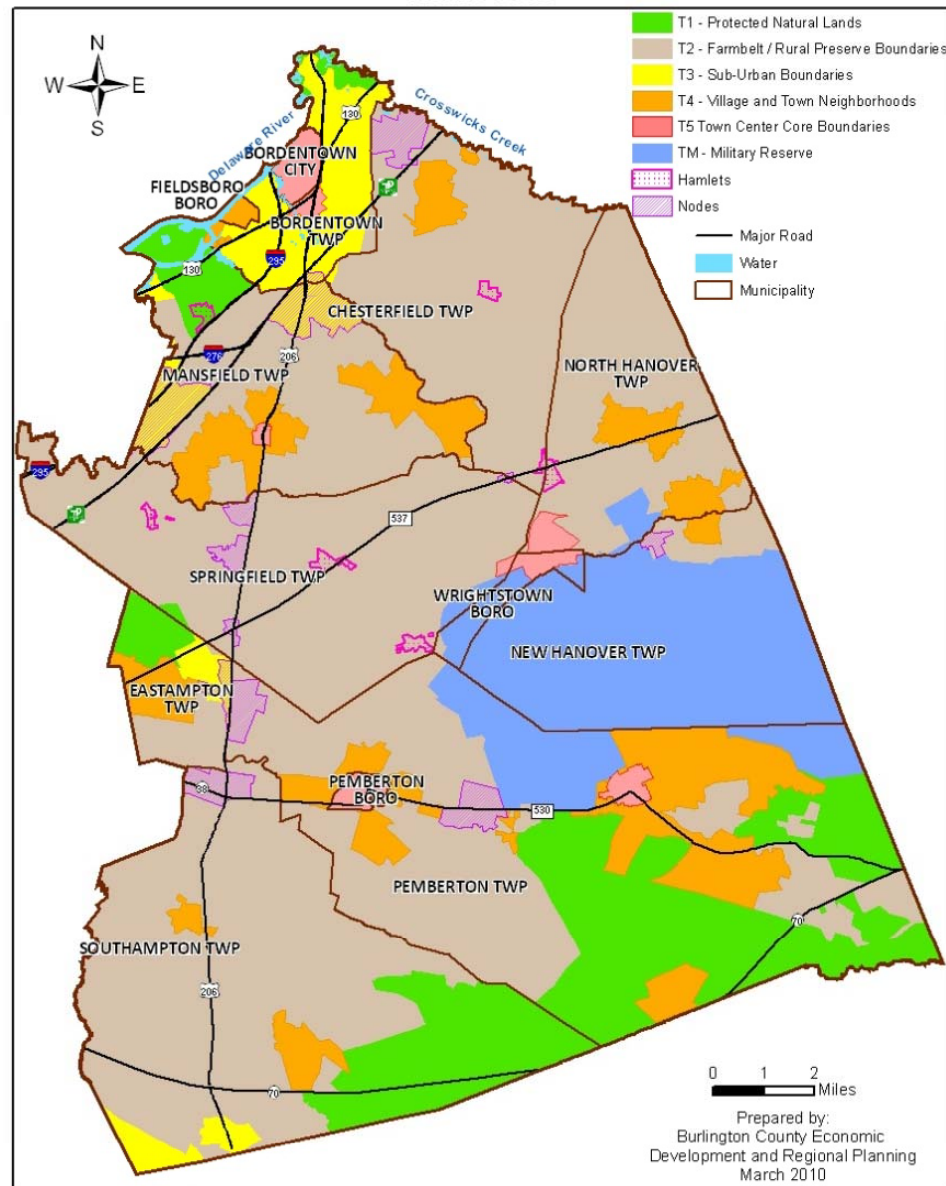 T1 - Protected Natural Lands
T2 - Farmbelt / Rural Preserve Boundaries
T3 - Sub-Urban Boundaries
T4 - Village and Town Neighborhoods
T5 Town Center Core Boundaries
TM - Military Reserve
Hamlets
Nodes
Major Road
Water
Municipality
N
W E
S
Delaware River
Crosswicks Creek
130
BORDENTOWN
CITY
FIELDSBORO
BORO
BORDENTOWN
TWP
295
130
CHESTERFIELD TWP
276
206
MANSFIELD TWP
NORTH HANOVER
TWP
295
537
SPRINGFIELD TWP
WRIGHTSTOWN
BORO
NEW HANOVER TWP
EASTAMPTON
TWP
38
PEMBERTON
BORO
530
PEMBERTON TWP
70
SOUTHAMPTON TWP
206
70
0 1 2
Miles
Prepared by:
Burlington County Economic
Development and Regional Planning
March 2010